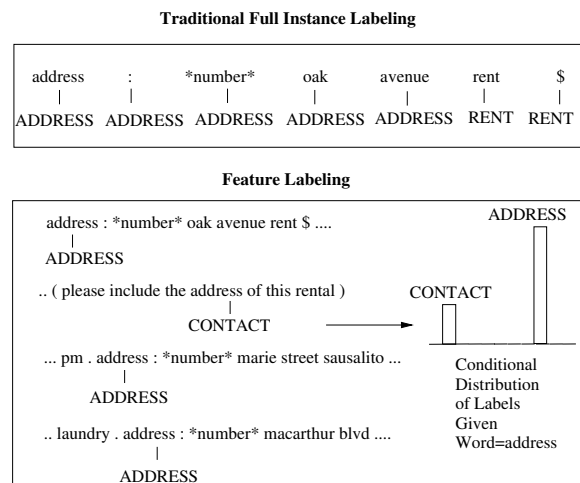 Traditional Full Instance Labeling
address : *number* oak avenue rent $
ADDRESS ADDRESS ADDRESS ADDRESS ADDRESS RENT RENT
Feature Labeling
address : *number* oak avenue rent $ ....
ADDRESS
.. ( please include the address of this rental )
CONTACT
... pm . address : *number* marie street sausalito ...
ADDRESS
.. laundry . address : *number* macarthur blvd ....
ADDRESS
ADDRESS
CONTACT
Conditional
Distribution
of Labels
Given
Word=address